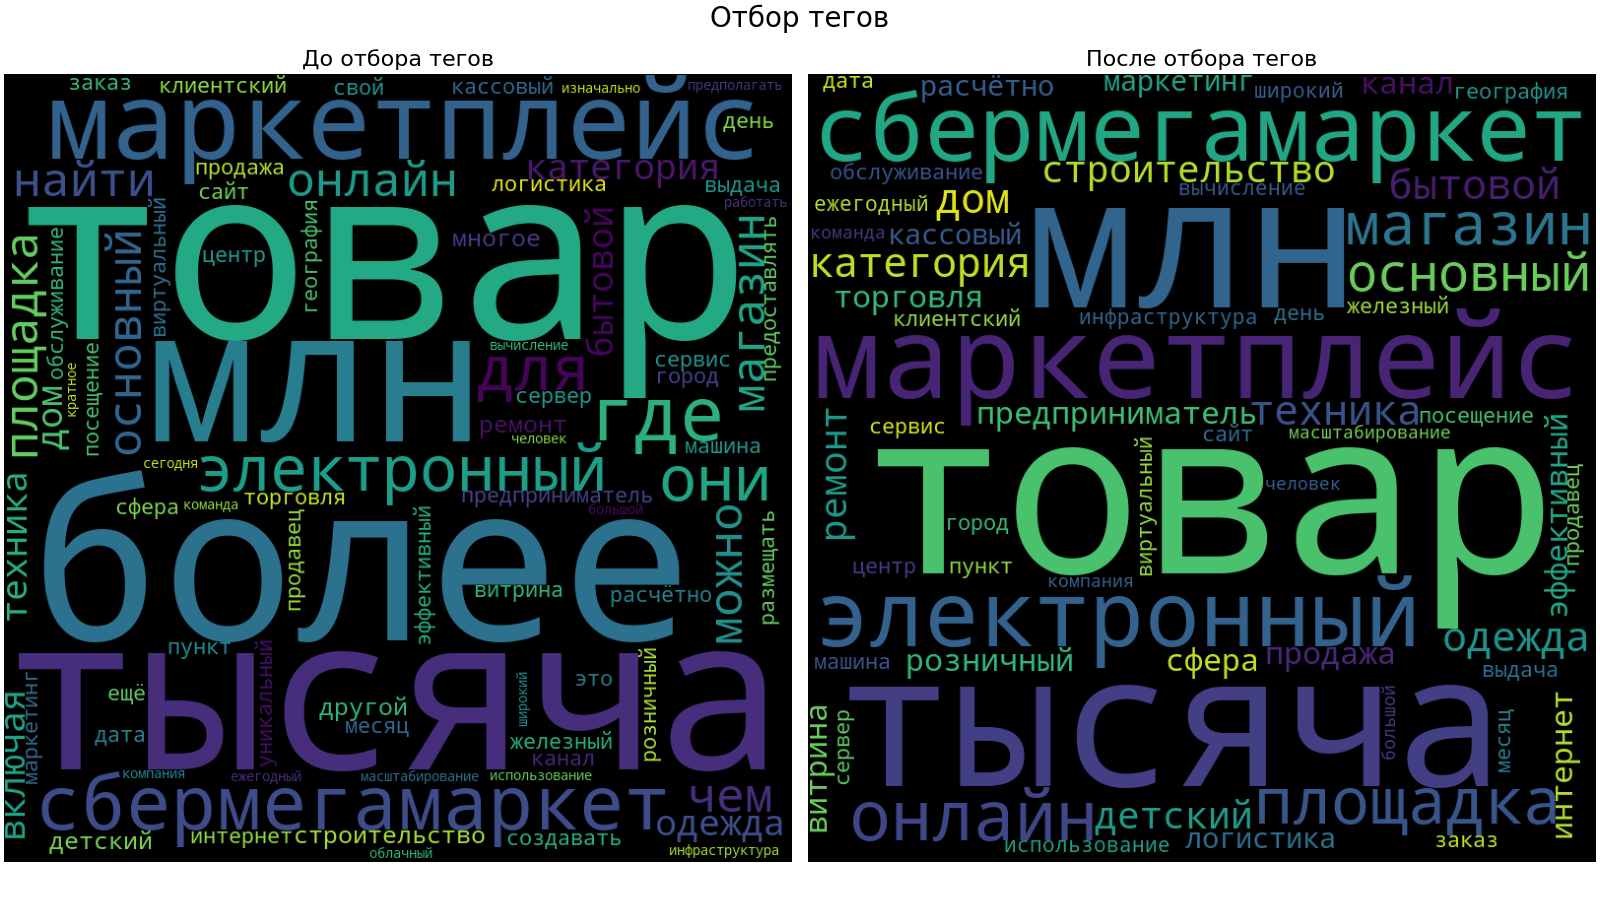 Отбор тегов
До отбора тегов
заказ
клиентский
свой
кассовый
изначально
предполагать
маркетплейс
день
продажа
категория
найти
сайт
онлайн
логистика
выдача
работать
товар
виртуальный
география
центр
многое
бытовой
магазин
предоставлять
площадка
обслуживание
основный
дом
кратное
посещение
млн
вычисление
для
сервис
город
сервер
где
ремонт
человек
машина
сегодня
электронный
они
техника
сфера
команда
торговля
предприниматель
большой
более
продавец
эффективный
витрина
расчётно
можно
размещать
пункт
тысяча
ещё
уникальный
это
другой
широкий
розничный
месяц
дата
включая
маркетинг
железный
канал
компания
ежегодный
масштабирование
использование
сбермегамаркет
чем
одежда
детский
интернет
строительство
создавать
облачный
инфраструктура
После отбора тегов
дата
расчётно
маркетинг
широкий
канал
география
сбермегамаркет
обслуживание
строительство
вычисление
бытовой
ежегодный
дом
млн
магазин
команда
кассовый
категория
основный
торговля
клиентский
инфраструктура
день
железный
маркетплейс
ремонт
сервис
предприниматель
техника
посещение
сайт
масштабирование
товар
виртуальный
человек
эффективный
продавец
город
центр
пункт
компания
электронный
одежда
машина
розничный
сфера
продажа
выдача
тысяча
большой
месяц
интернет
витрина
сервер
онлайн
детский
площадка
использование
логистика
заказ